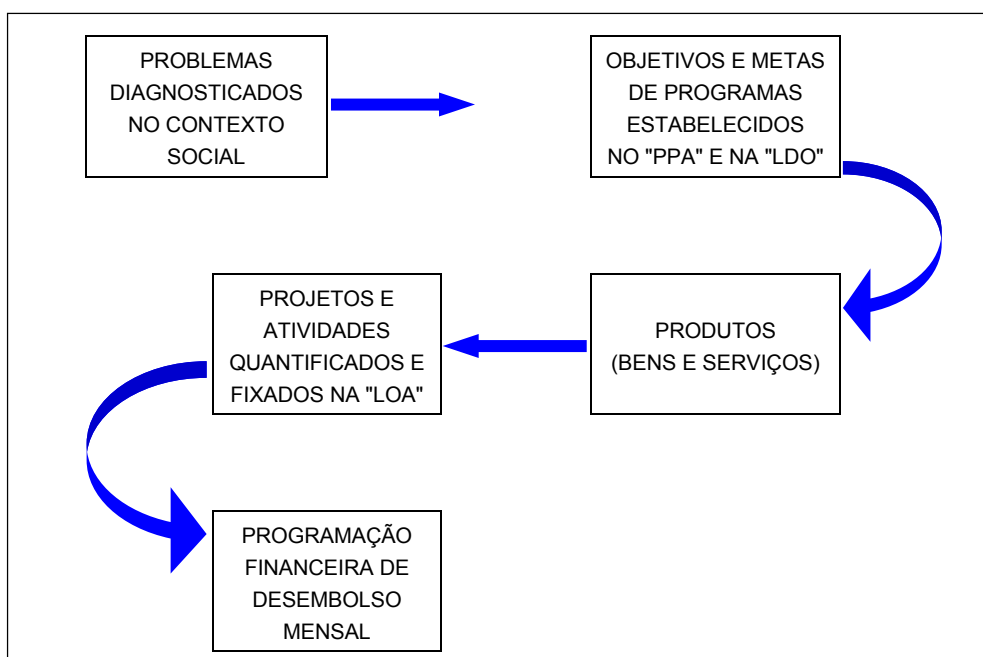 PROBLEMAS
DIAGNOSTICADOS
NO CONTEXTO
SOCIAL
OBJETIVOS E METAS
DE PROGRAMAS
ESTABELECIDOS
NO "PPA" E NA "LDO"
PRODUTOS
(BENS E SERVIÇOS)
PROJETOS E
ATIVIDADES
QUANTIFICADOS E
FIXADOS NA "LOA"
PROGRAMAÇÃO
FINANCEIRA DE
DESEMBOLSO
MENSAL